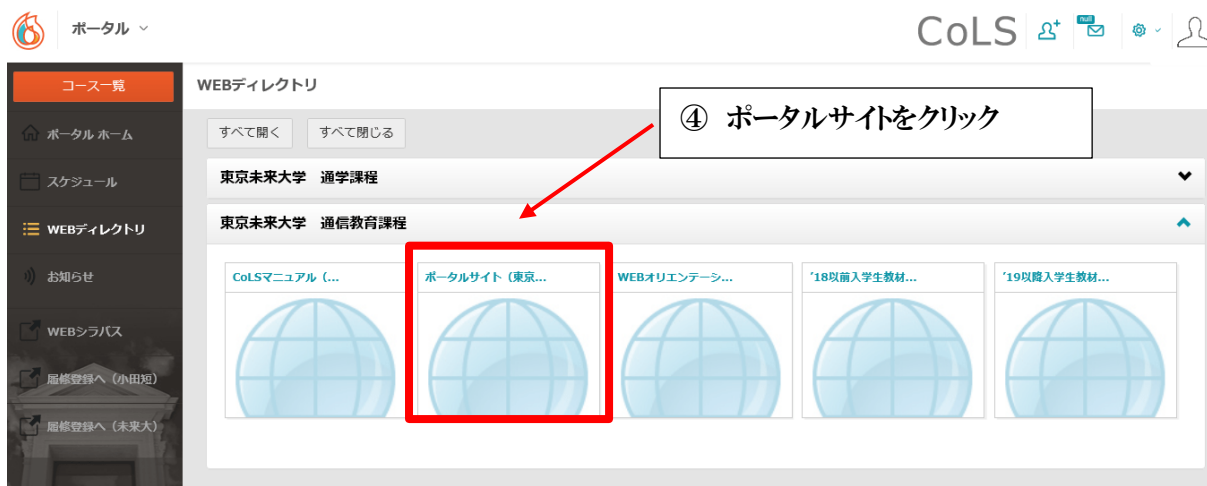 ポータル
CoLS
null
コース一覧
WEBディレクトリ
④ ポータルサイトをクリック
ポータル ホーム
すべて開く すべて閉じる
スケジュール
東京未来大学 通学課程
WEBディレクトリ
東京未来大学 通信教育課程
お知らせ
CoLSマニュアル（...
ポータルサイト（東京...
WEBオリエンテーシ...
'18以前入学生教材...
'19以降入学生教材...
WEBシラバス
履修登録へ（小田短）
履修登録へ（未来大）